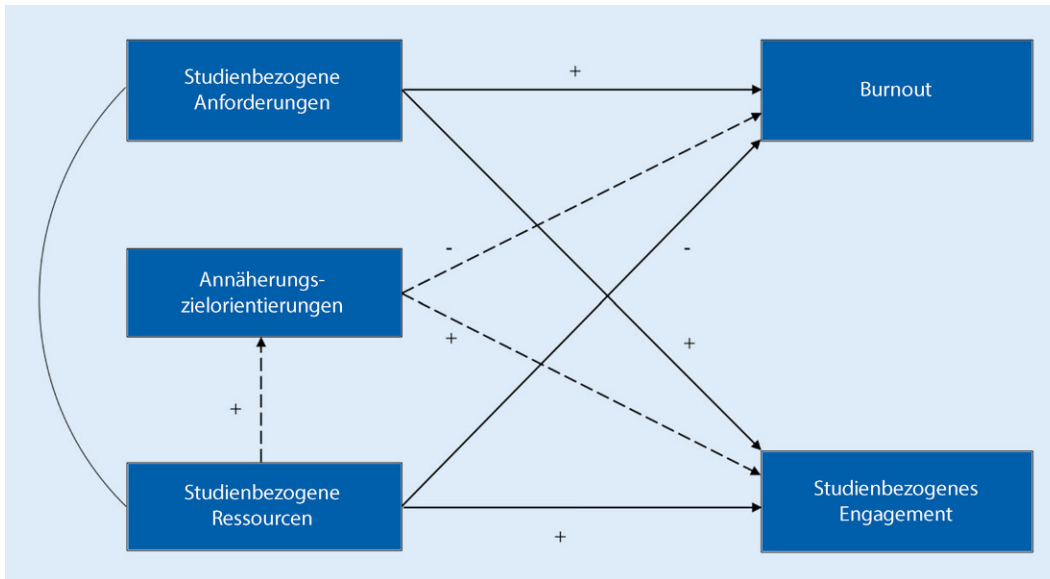 Studienbezogene
Anforderungen
+
Burnout
-
-
Annäherungs-
zielorientierungen
+
+
+
Studienbezogene
Ressourcen
+
Studienbezogenes
Engagement